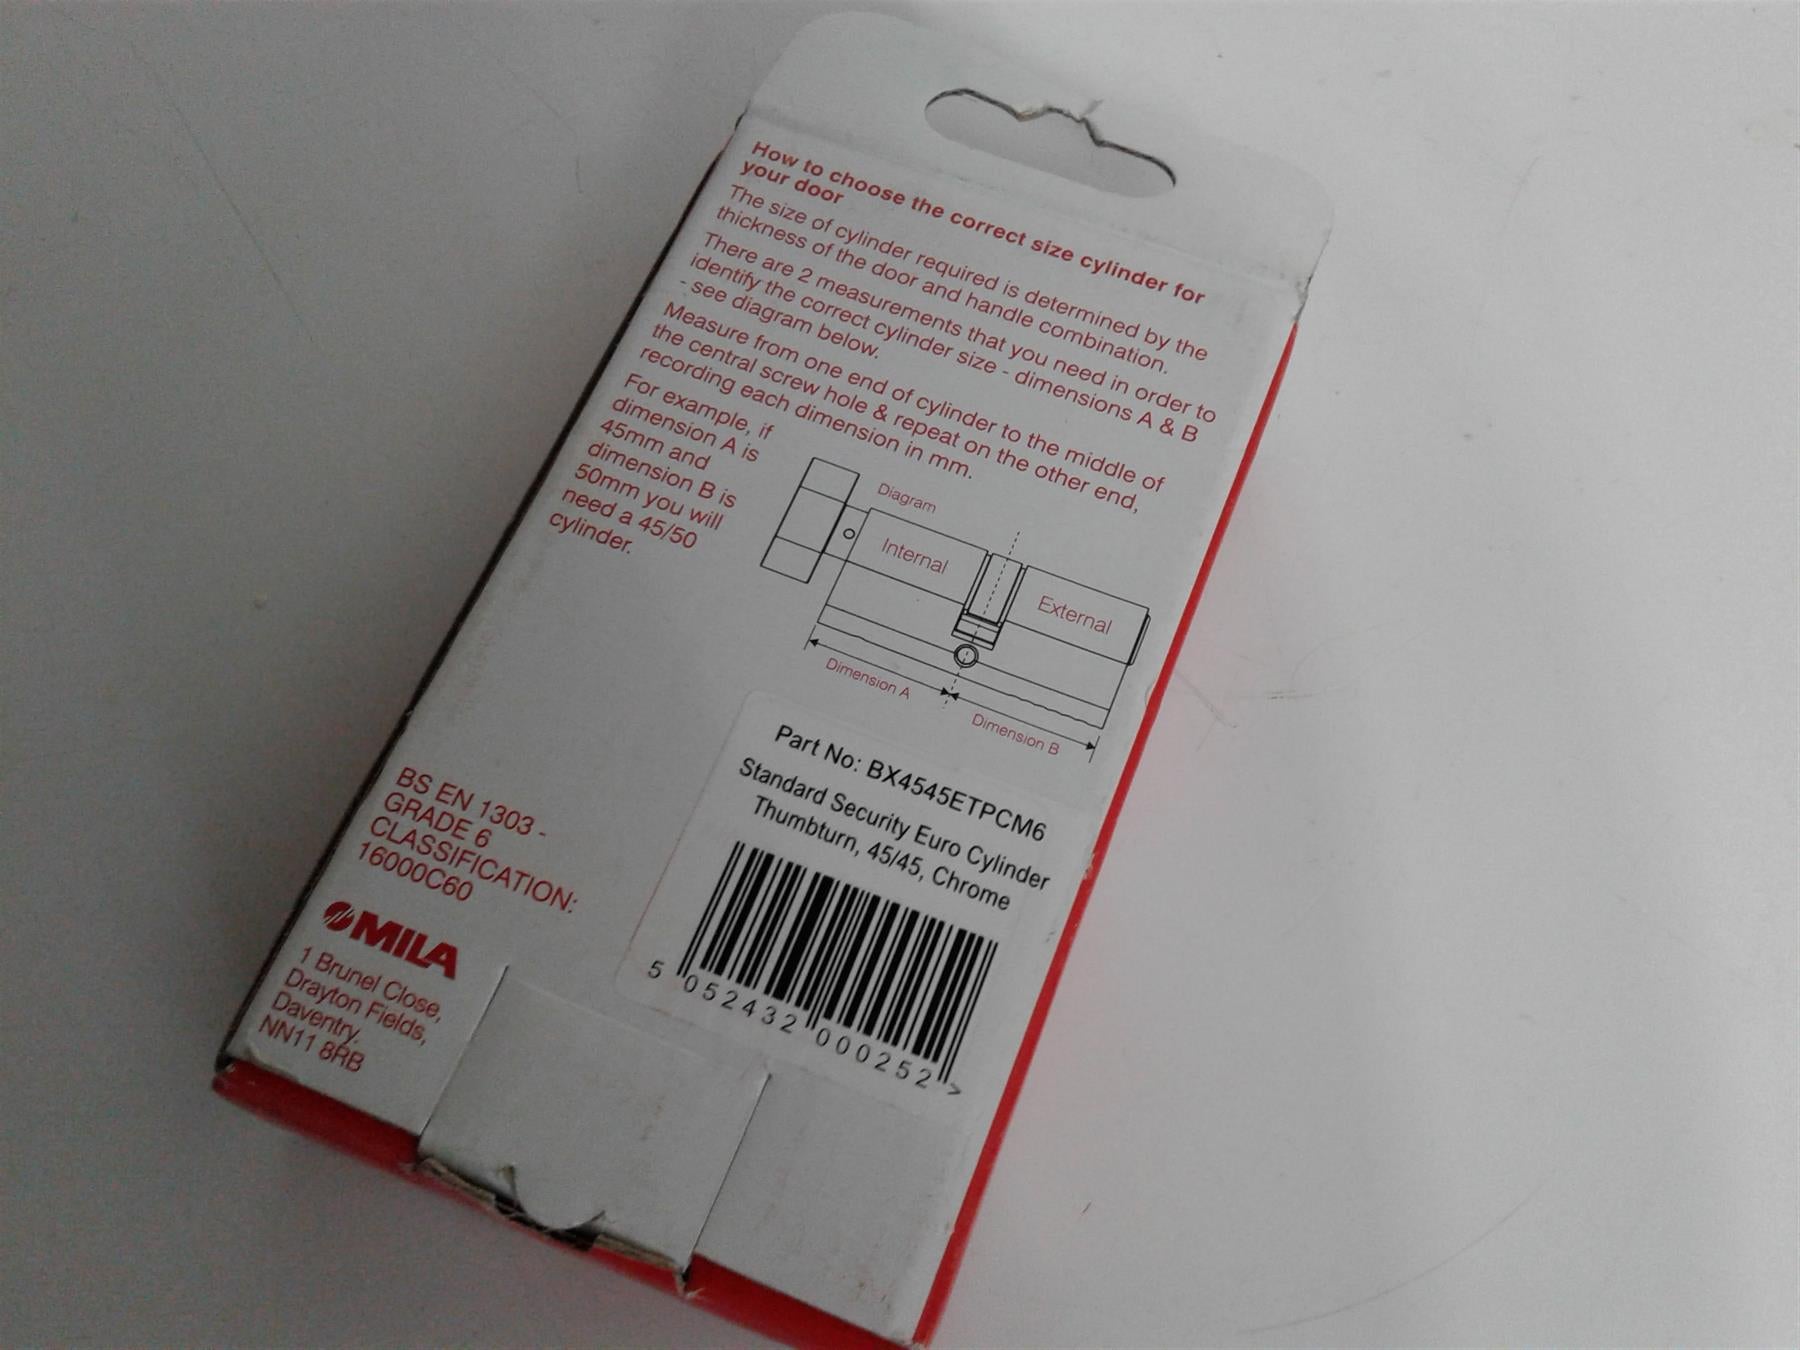 How to choose the correct size cylinder for
your door
The size of cylinder required is determined by the
thickness of the door and handle combination.
There are 2 measurements that you need in order to
identify the correct cylinder size - dimensions A & B
- see diagram below.
Measure from one end of cylinder to the middle of
the central screw hole & repeat on the other end,
recording each dimension in mm.
For example, if
dimension A is
45mm and
dimension B is
50mm you will
need a 45/50
cylinder.
Diagram
Internal
External
Dimension A
Dimension B
Part No: BX4545ETPCM6
Standard Security Euro Cylinder
Thumbturn, 45/45, Chrome
5 052432 000252 >
BS EN 1303 -
GRADE 6
CLASSIFICATION:
16000C60
MILA
1 Brunel Close,
Drayton Fields,
Daventry.
NN11 8RB